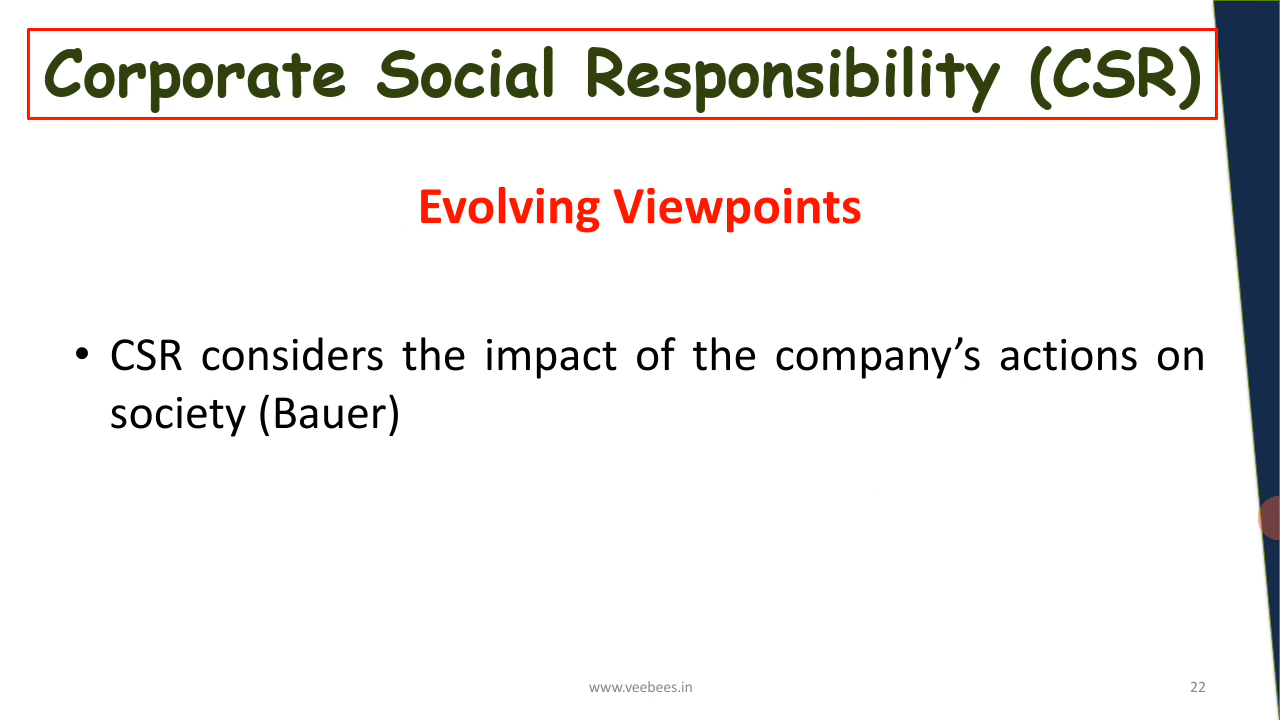 Corporate Social Responsibility (CSR)
Evolving Viewpoints
• CSR considers the impact of the company’s actions on
society (Bauer)
www.veebees.in
22